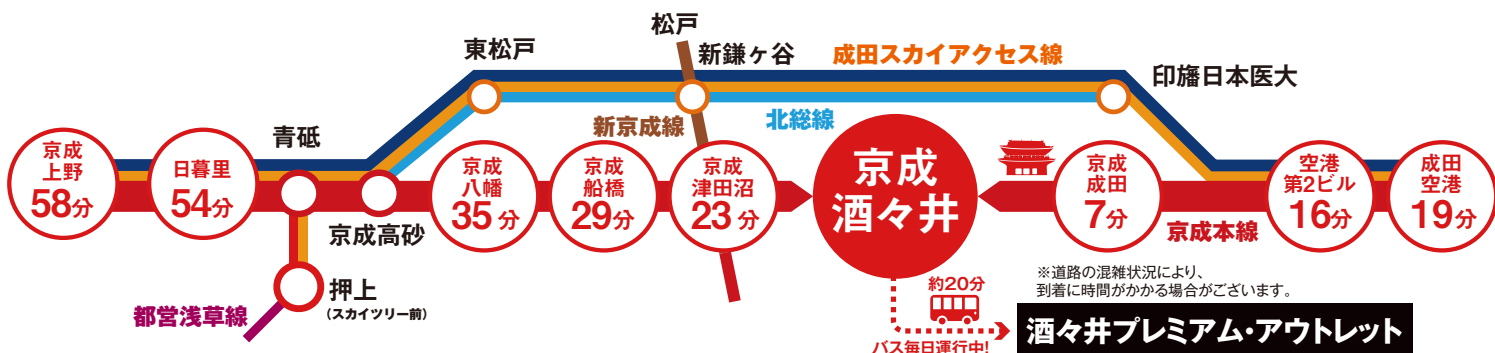 松戸
東松戸
新鎌ヶ谷
成田スカイアクセス線
印旛日本医大
青砥
新京成線
北総線
京成
上野
58分
日暮里
54分
京成
八幡
35分
京成
船橋
29分
京成
津田沼
23分
京成
酒々井
京成
成田
7分
空港
第2ビル
16分
成田
空港
19分
京成高砂
京成本線
押上
(スカイツリー前)
都営浅草線
約20分
バス毎日運行中!
※道路の混雑状況により、
到着に時間がかかる場合がございます。
酒々井プレミアム・アウトレット